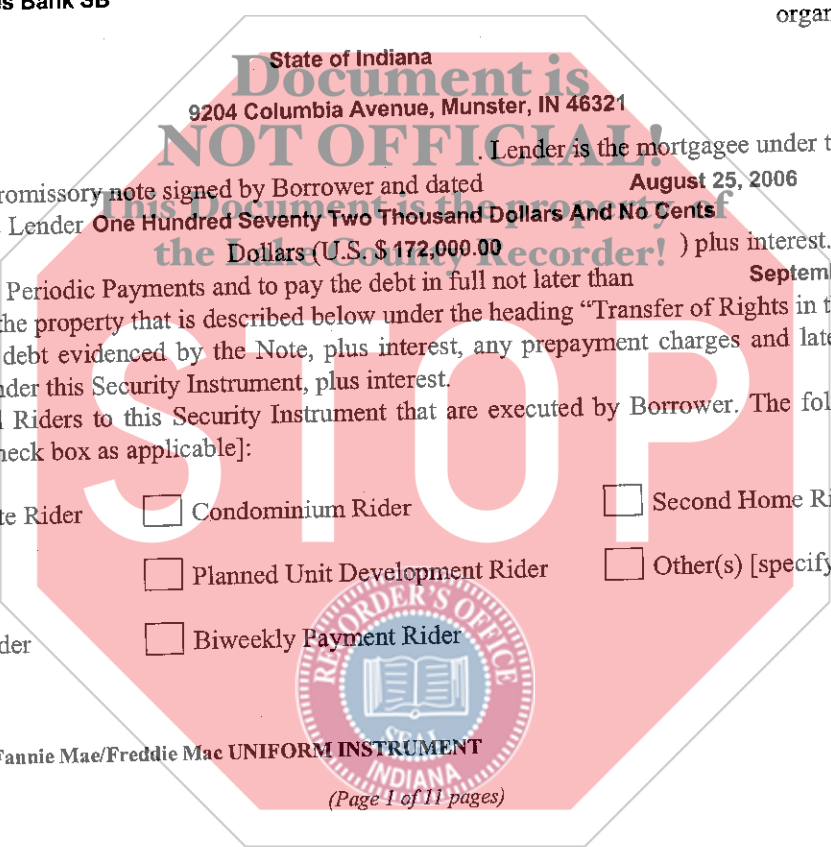 es Bank SB
organ
State of Indiana
Document is
9204 Columbia Avenue, Munster, IN 46321
NOT OFFICIAL!
. Lender is the mortgagee under t
romissory note signed by Borrower and dated August 25, 2006
This Document is the property of
Lender One Hundred Seventy Two Thousand Dollars And No Cents
the Lake County Recorder!
Dollars (U.S. $ 172,000.00 ) plus interest.
Periodic Payments and to pay the debt in full not later than Septemb
he property that is described below under the heading “Transfer of Rights in t
debt evidenced by the Note, plus interest, any prepayment charges and late
nder this Security Instrument, plus interest.
l Riders to this Security Instrument that are executed by Borrower. The fol
heck box as applicable]:
STOP
te Rider Condominium Rider Second Home Ri
Planned Unit Development Rider Other(s) [specify
der Biweekly Payment Rider
RECORDER'S OFFICE
SEAL
INDIANA
Fannie Mae/Freddie Mac UNIFORM INSTRUMENT
(Page 1 of 11 pages)